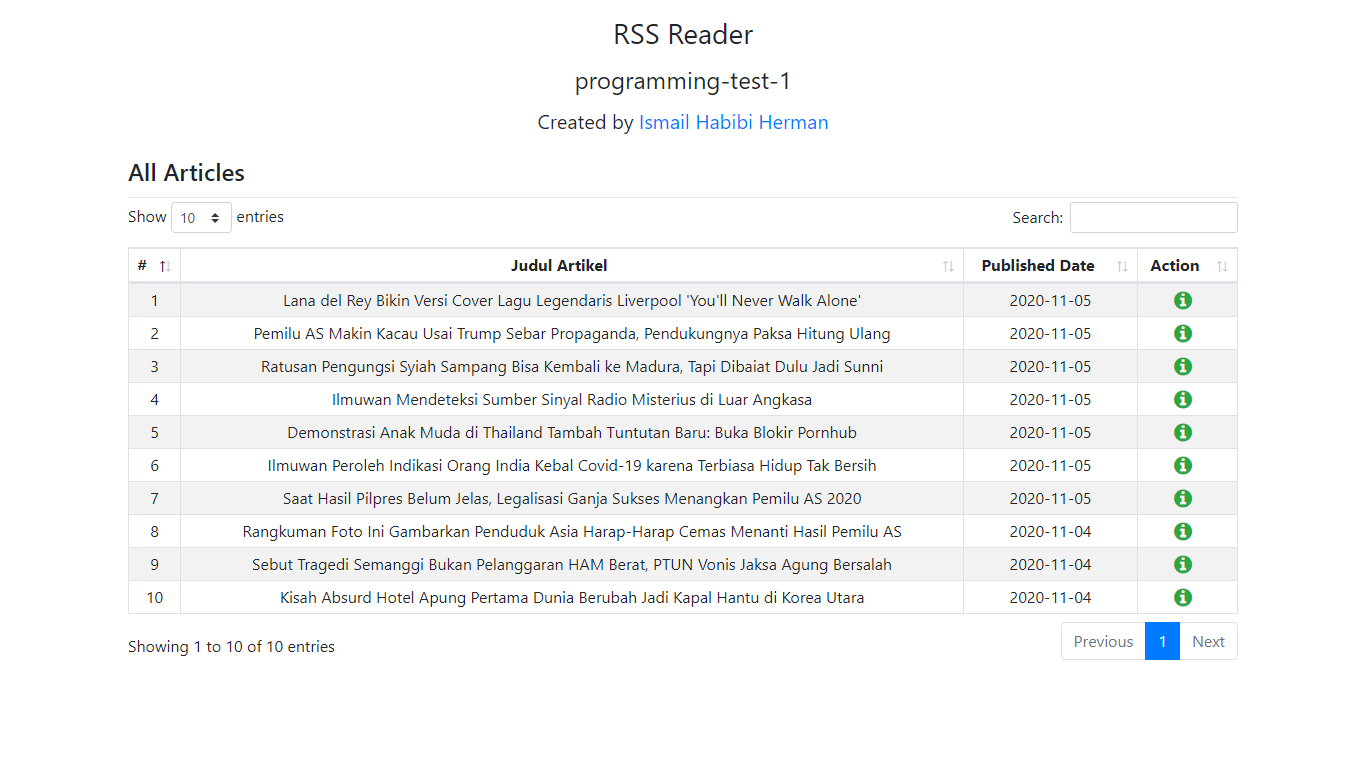 RSS Reader
programming-test-1
Created by Ismail Habibi Herman
All Articles
Show 10 entries Search:
# Judul Artikel Published Date Action
1 Lana del Rey Bikin Versi Cover Lagu Legendaris Liverpool 'You'll Never Walk Alone' 2020-11-05
2 Pemilu AS Makin Kacau Usai Trump Sebar Propaganda, Pendukungnya Paksa Hitung Ulang 2020-11-05
3 Ratusan Pengungsi Syiah Sampang Bisa Kembali ke Madura, Tapi Dibaiat Dulu Jadi Sunni 2020-11-05
4 Ilmuwan Mendeteksi Sumber Sinyal Radio Misterius di Luar Angkasa 2020-11-05
5 Demonstrasi Anak Muda di Thailand Tambah Tuntutan Baru: Buka Blokir Pornhub 2020-11-05
6 Ilmuwan Peroleh Indikasi Orang India Kebal Covid-19 karena Terbiasa Hidup Tak Bersih 2020-11-05
7 Saat Hasil Pilpres Belum Jelas, Legalisasi Ganja Sukses Menangkan Pemilu AS 2020 2020-11-05
8 Rangkuman Foto Ini Gambarkan Penduduk Asia Harap-Harap Cemas Menanti Hasil Pemilu AS 2020-11-04
9 Sebut Tragedi Semanggi Bukan Pelanggaran HAM Berat, PTUN Vonis Jaksa Agung Bersalah 2020-11-04
10 Kisah Absurd Hotel Apung Pertama Dunia Berubah Jadi Kapal Hantu di Korea Utara 2020-11-04
Showing 1 to 10 of 10 entries Previous 1 Next